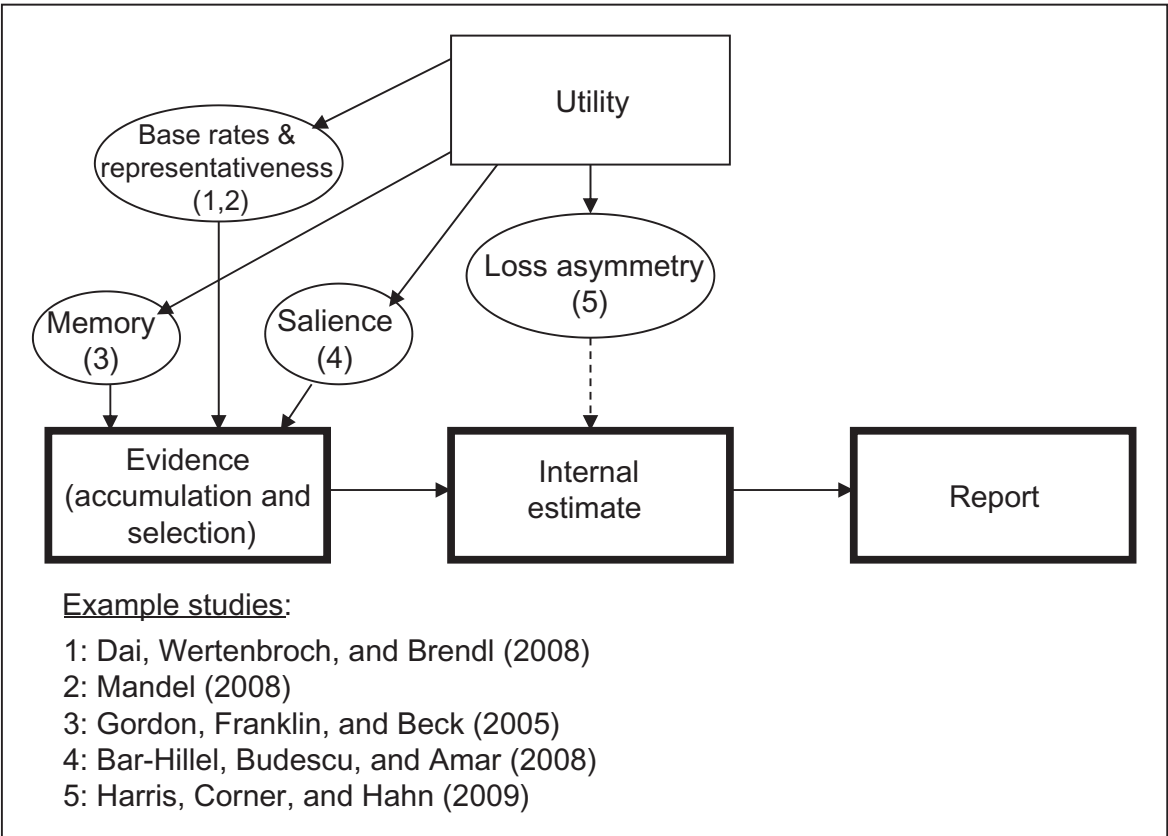 Utility
Base rates &
representativeness
(1,2)
Loss asymmetry
(5)
Memory
(3)
Salience
(4)
Evidence
(accumulation and
selection)
Internal
estimate
Report
Example studies:
1: Dai, Wertenbroch, and Brendl (2008)
2: Mandel (2008)
3: Gordon, Franklin, and Beck (2005)
4: Bar-Hillel, Budescu, and Amar (2008)
5: Harris, Corner, and Hahn (2009)